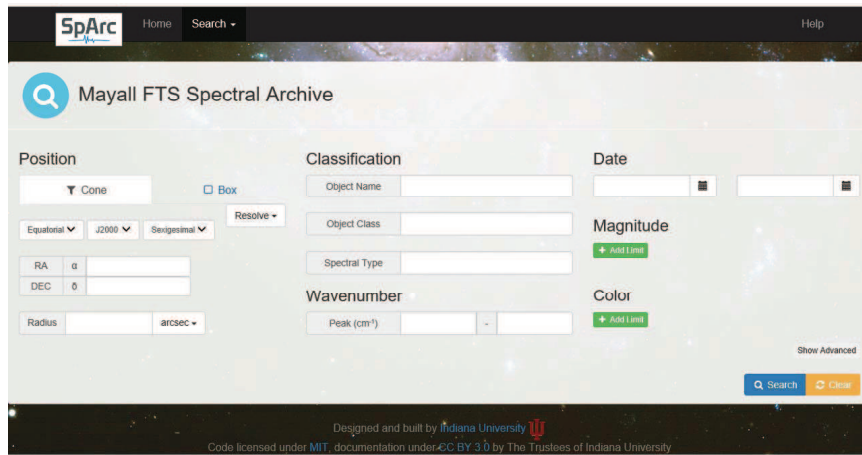 SpArc Home Search Help
Mayall FTS Spectral Archive
Position
Cone Box
Resolve
Equatorial J2000 Sexigesimal
RA α
DEC δ
Radius arcsec
Classification
Object Name
Object Class
Spectral Type
Wavenumber
Peak (cm⁻¹) -
Date
Magnitude
+ Add Limit
Color
+ Add Limit
Show Advanced
Search Clear
Designed and built by Indiana University
Code licensed under MIT, documentation under CC BY 3.0 by The Trustees of Indiana University